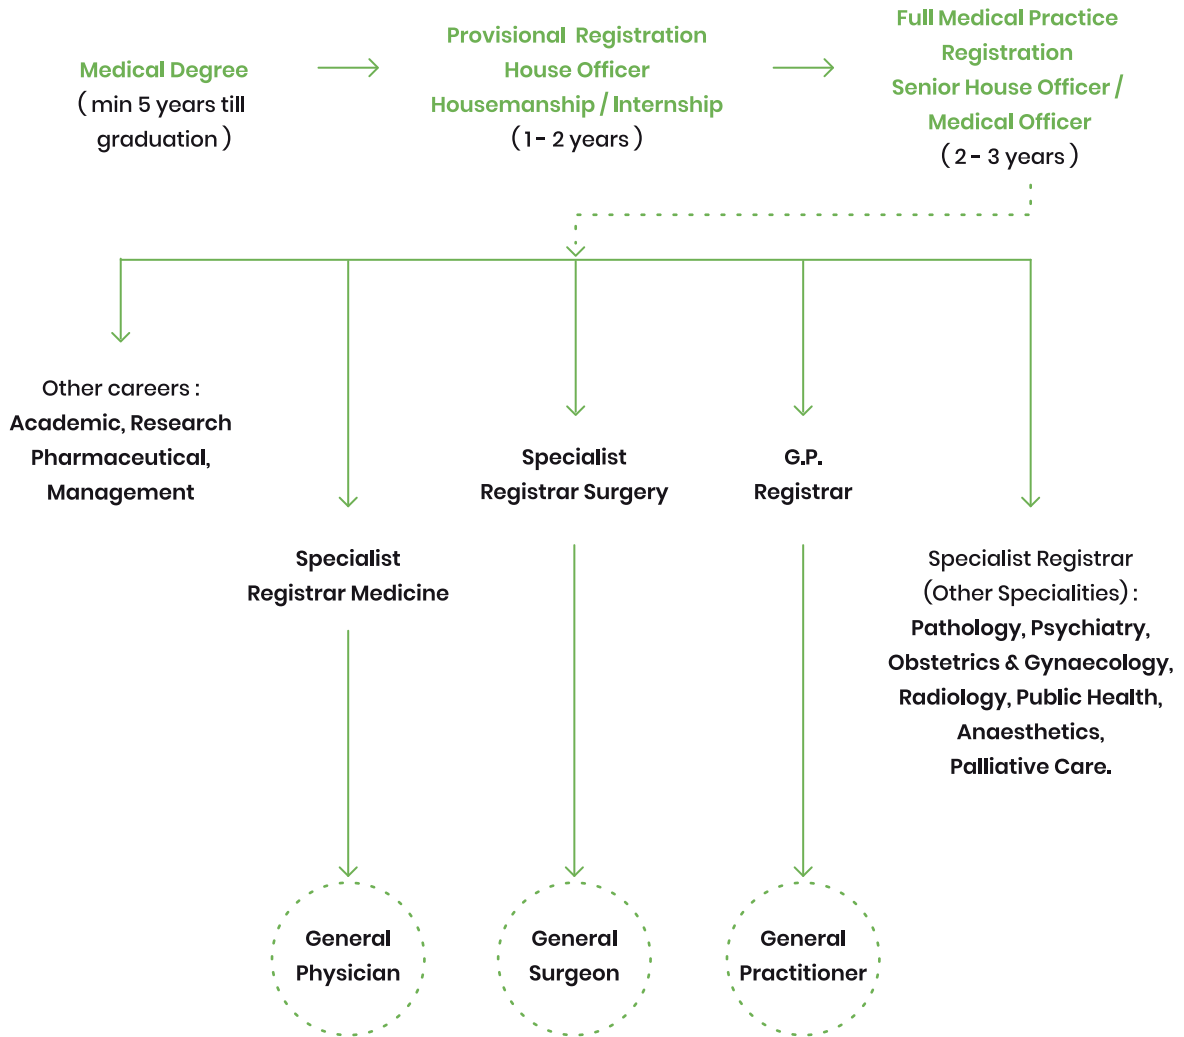 Medical Degree
( min 5 years till
graduation )
Provisional Registration
House Officer
Housemanship / Internship
( 1 - 2 years )
Full Medical Practice
Registration
Senior House Officer /
Medical Officer
( 2 - 3 years )
Other careers :
Academic, Research
Pharmaceutical,
Management
Specialist
Registrar Medicine
Specialist
Registrar Surgery
G.P.
Registrar
Specialist Registrar
(Other Specialities) :
Pathology, Psychiatry,
Obstetrics & Gynaecology,
Radiology, Public Health,
Anaesthetics,
Palliative Care.
General
Physician
General
Surgeon
General
Practitioner